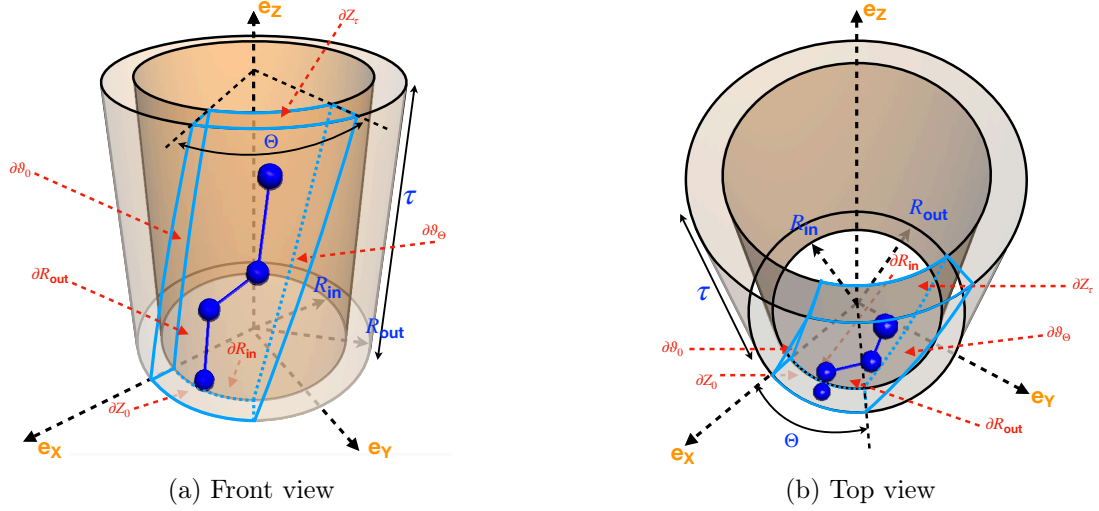 e_Z
∂Z_τ
Θ
∂ϑ_0
τ
∂ϑ_Θ
∂R_out
R_in
R_out
∂R_in
∂Z_0
e_X
e_Y
(a) Front view
e_Z
R_in
R_out
∂R_in
τ
∂Z_τ
∂ϑ_0
∂ϑ_Θ
∂Z_0
e_Y
∂R_out
Θ
e_X
(b) Top view